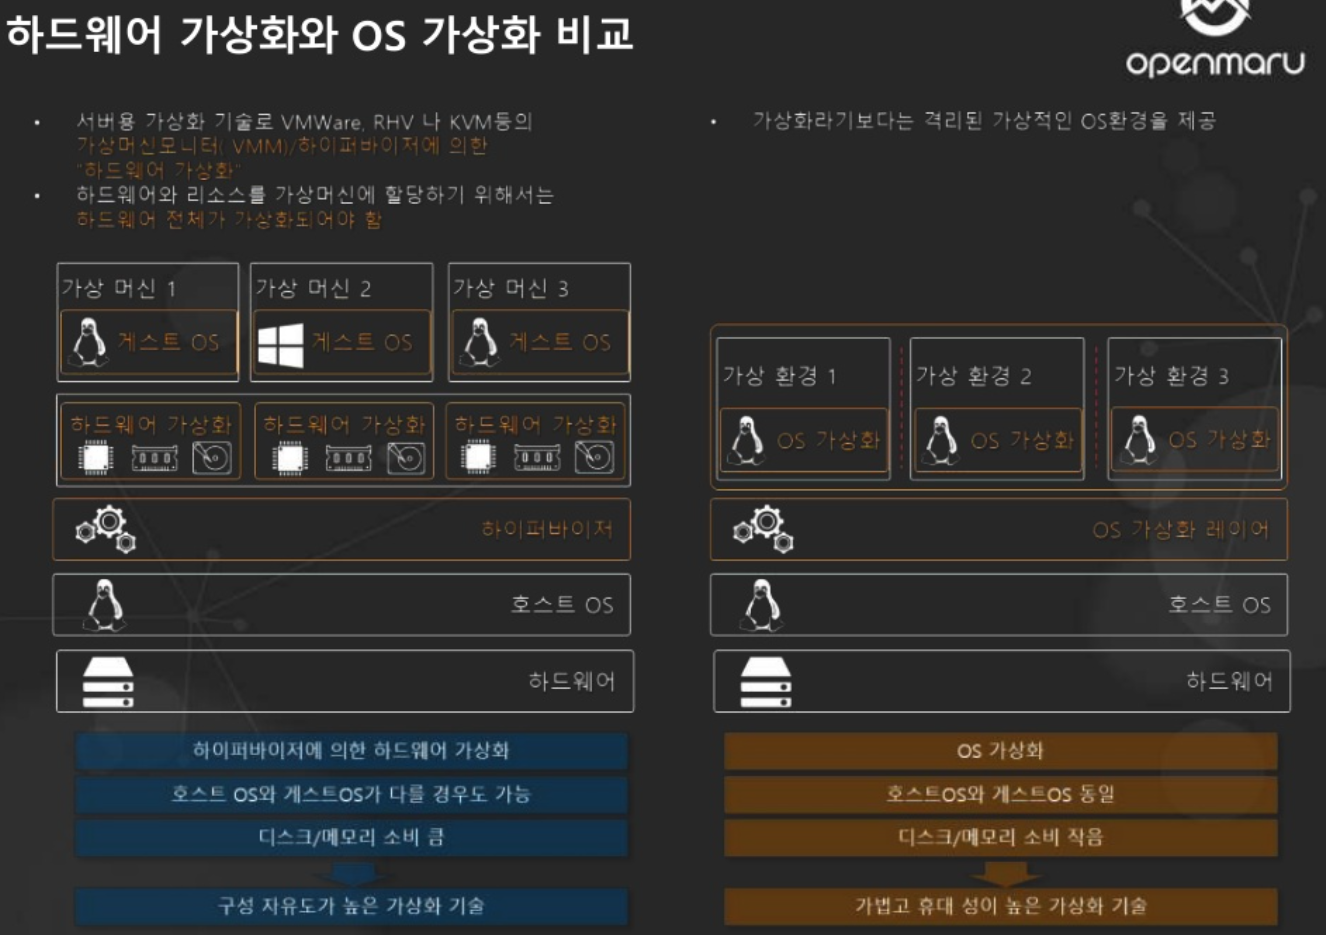 하드웨어 가상화와 OS 가상화 비교
openmaru
• 서버용 가상화 기술로 VMWare, RHV 나 KVM등의
가상머신모니터( VMM)/하이퍼바이저에 의한
"하드웨어 가상화"
• 하드웨어와 리소스를 가상머신에 할당하기 위해서는
하드웨어 전체가 가상화되어야 함
가상 머신 1
가상 머신 2
가상 머신 3
게스트 OS
게스트 OS
게스트 OS
하드웨어 가상화
하드웨어 가상화
하드웨어 가상화
하이퍼바이저
호스트 OS
하드웨어
하이퍼바이저에 의한 하드웨어 가상화
호스트 OS와 게스트OS가 다를 경우도 가능
디스크/메모리 소비 큼
구성 자유도가 높은 가상화 기술
• 가상화라기보다는 격리된 가상적인 OS환경을 제공
가상 환경 1
가상 환경 2
가상 환경 3
OS 가상화
OS 가상화
OS 가상화
OS 가상화 레이어
호스트 OS
하드웨어
OS 가상화
호스트OS와 게스트OS 동일
디스크/메모리 소비 작음
가볍고 휴대 성이 높은 가상화 기술